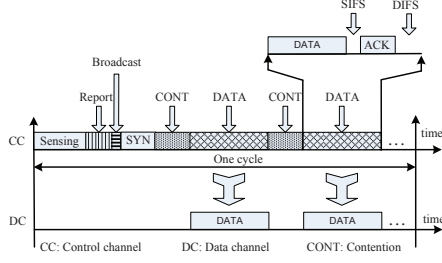 SIFS DIFS
DATA ACK
Broadcast
Report CONT DATA CONT DATA
CC Sensing SYN ... time
One cycle
DC DATA DATA ... time
CC: Control channel DC: Data channel CONT: Contention